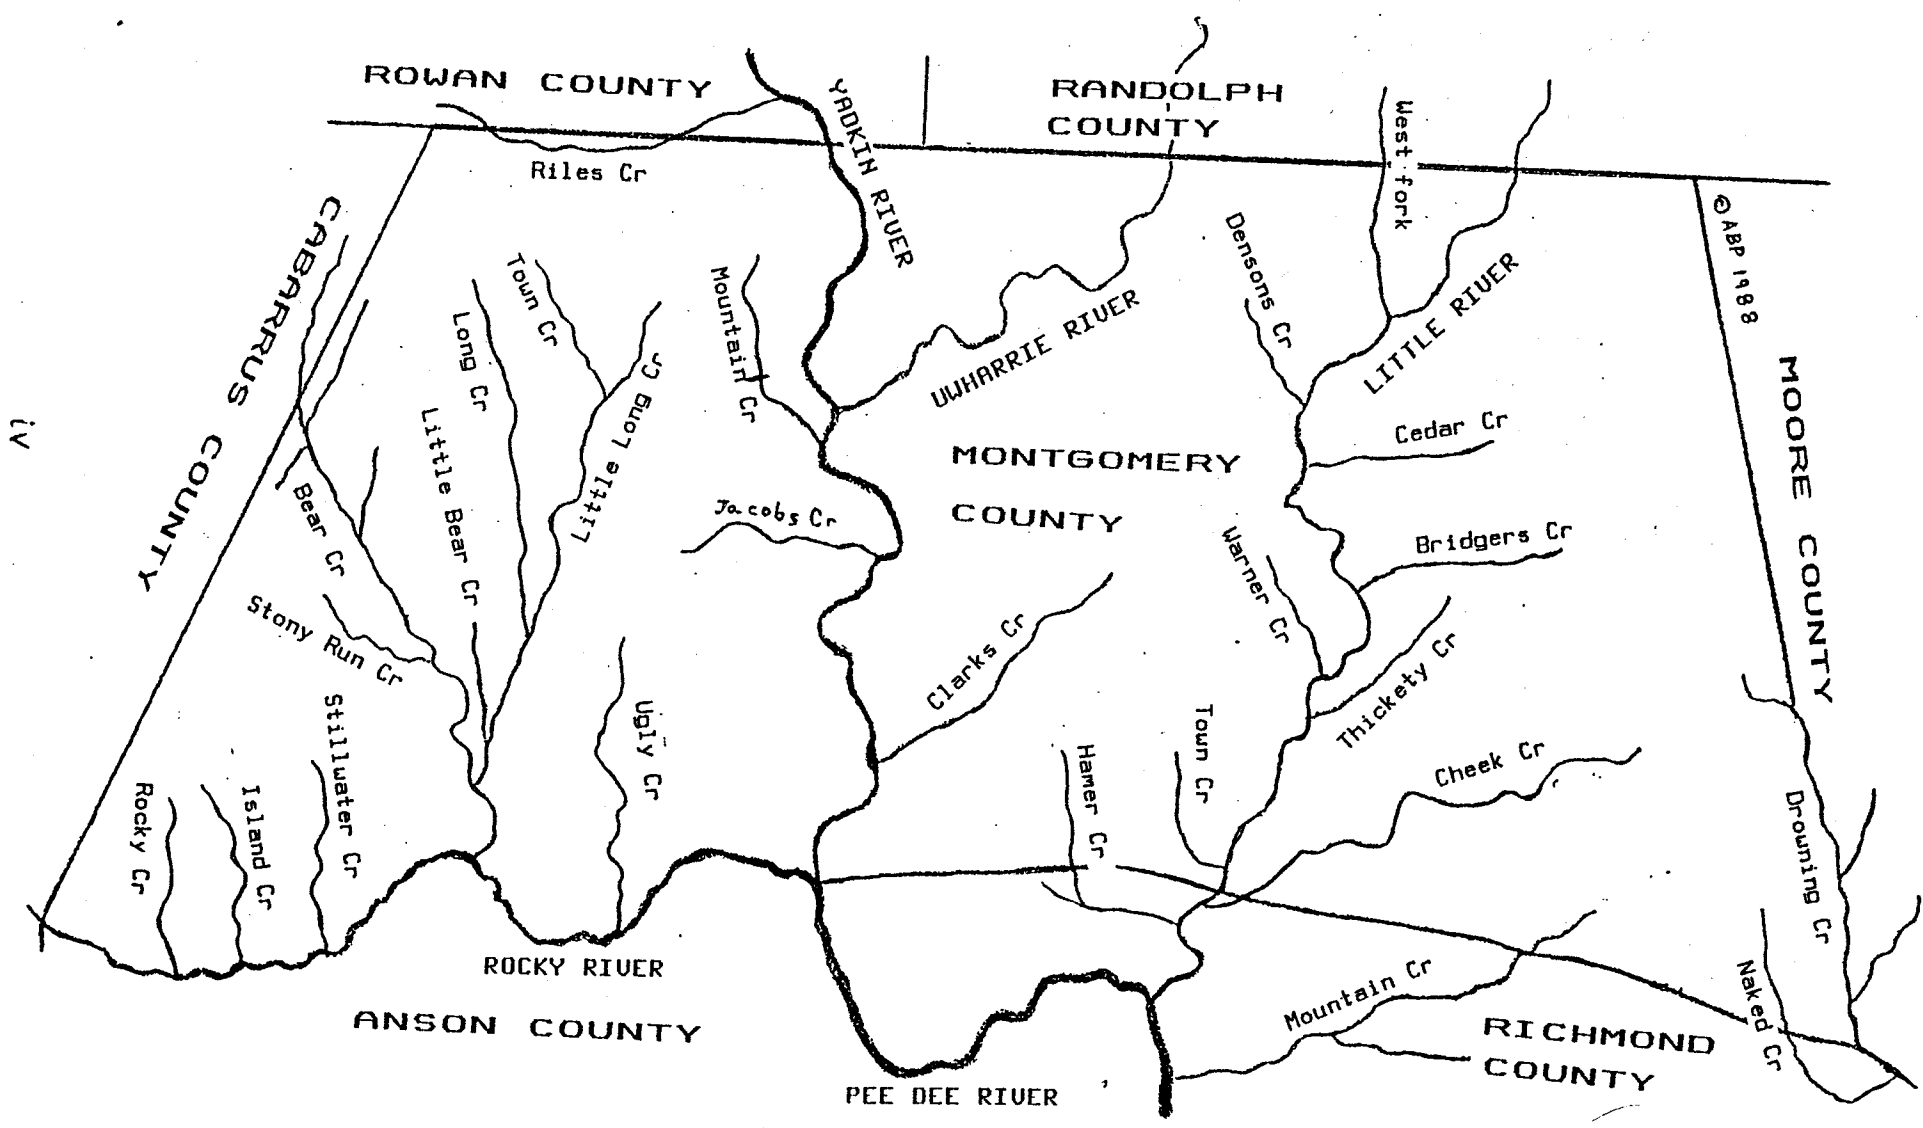 ROWAN COUNTY
RANDOLPH
COUNTY
YADKIN RIVER
West fork
Riles Cr
©ABP 1988
CABARRUS COUNTY
Densons Cr
Town Cr
Mountain Cr
Long Cr
LITTLE RIVER
UWHARRIE RIVER
Little Long Cr
MOORE COUNTY
iv
Little Bear Cr
Cedar Cr
MONTGOMERY
COUNTY
Bear Cr
Jacobs Cr
Bridgers Cr
Warner Cr
Stony Run Cr
Clarks Cr
Thickety Cr
Stillwater Cr
Ugly Cr
Town Cr
Hamer Cr
Cheek Cr
Rocky Cr
Island Cr
Drowning Cr
ROCKY RIVER
Mountain Cr
Naked Cr
ANSON COUNTY
RICHMOND
COUNTY
PEE DEE RIVER